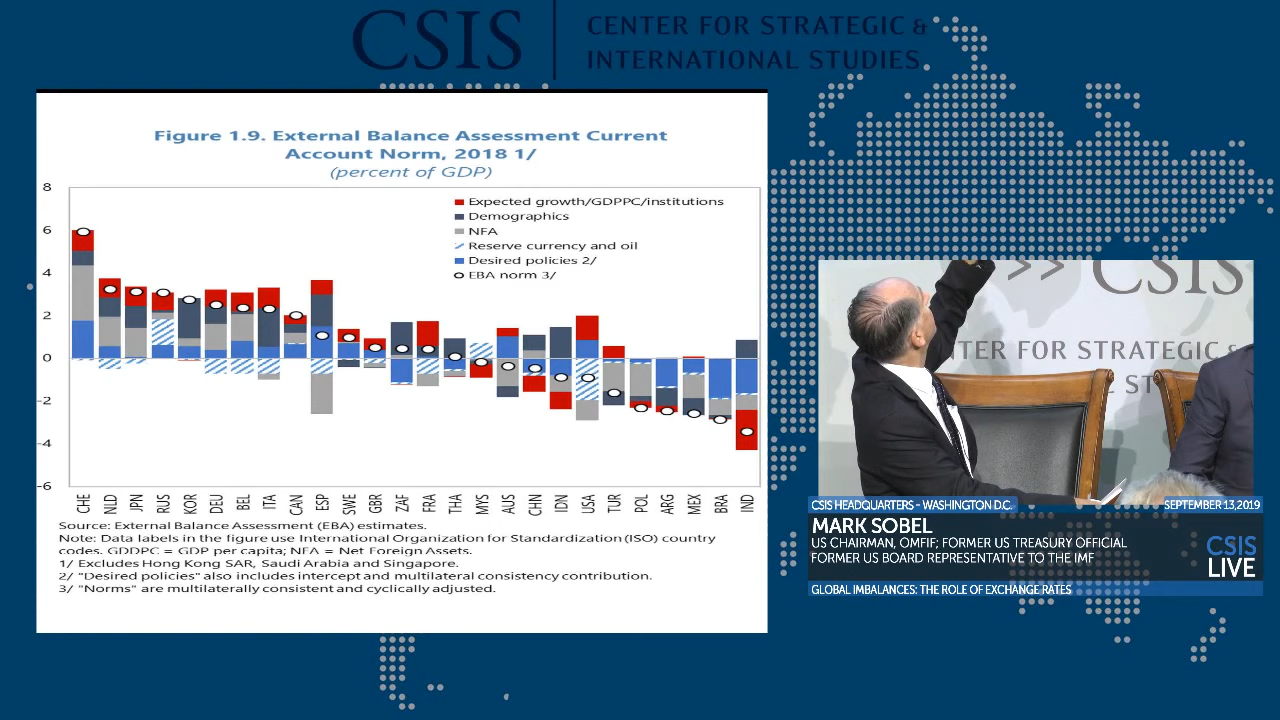 CSIS
CENTER FOR STRATEGIC &
INTERNATIONAL STUDIES
Figure 1.9. External Balance Assessment Current
Account Norm, 2018 1/
(percent of GDP)
8
6
4
2
0
-2
-4
-6
Expected growth/GDPPC/institutions
Demographics
NFA
Reserve currency and oil
Desired policies 2/
EBA norm 3/
CHE NLD JPN RUS KOR DEU BEL ITA CAN ESP SWE GBR ZAF FRA THA MYS AUS CHN IDN USA TUR POL ARG MEX BRA IND
Source: External Balance Assessment (EBA) estimates.
Note: Data labels in the figure use International Organization for Standardization (ISO) country
codes. GDDPC = GDP per capita; NFA = Net Foreign Assets.
1/ Excludes Hong Kong SAR, Saudi Arabia and Singapore.
2/ "Desired policies" also includes intercept and multilateral consistency contribution.
3/ "Norms" are multilaterally consistent and cyclically adjusted.
>> CSIS
TER FOR STRATEGIC &
T
S
CSIS HEADQUARTERS - WASHINGTON D.C.
SEPTEMBER 13,2019
MARK SOBEL
US CHAIRMAN, OMFIF; FORMER US TREASURY OFFICIAL
FORMER US BOARD REPRESENTATIVE TO THE IMF
CSIS
LIVE
GLOBAL IMBALANCES: THE ROLE OF EXCHANGE RATES